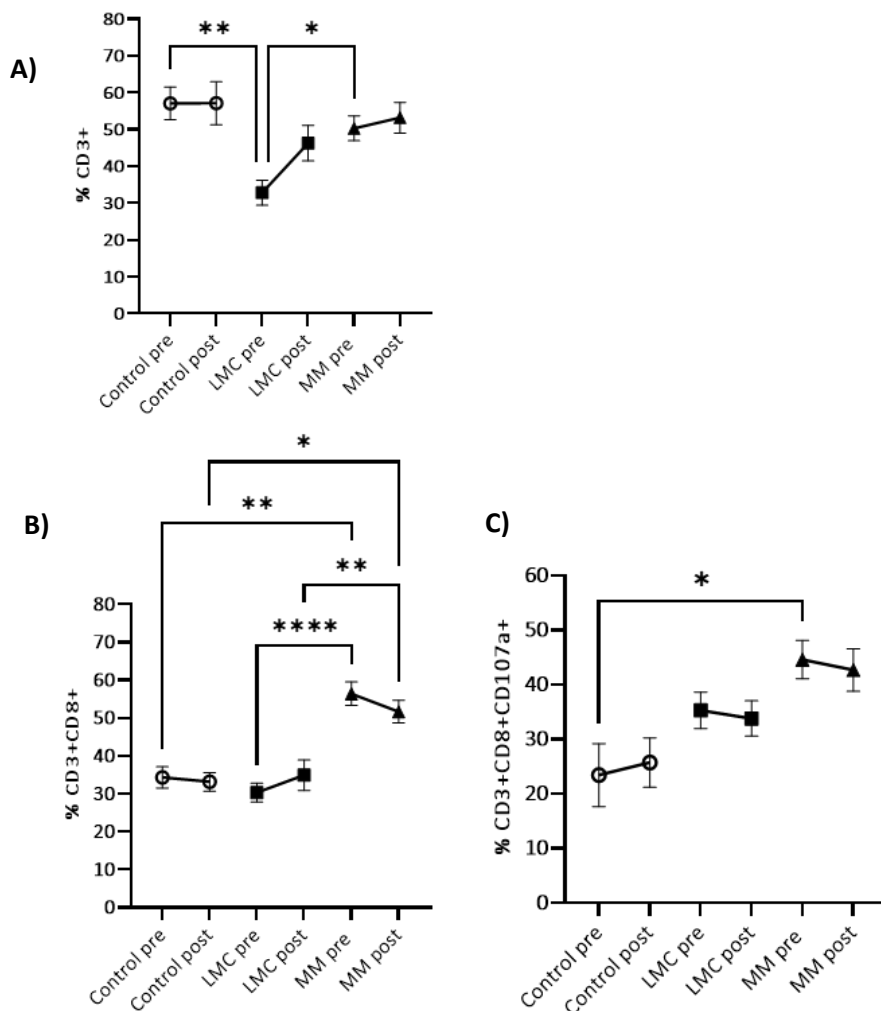 A)
% CD3+
80
70
60
50
40
30
20
10
0
** *
Control pre
Control post
LMC pre
LMC post
MM pre
MM post
B)
% CD3+CD8+
80
70
60
50
40
30
20
10
0
*
**
**
****
Control pre
Control post
LMC pre
LMC post
MM pre
MM post
C)
% CD3+CD8+CD107a+
60
50
40
30
20
10
0
*
Control pre
Control post
LMC pre
LMC post
MM pre
MM post